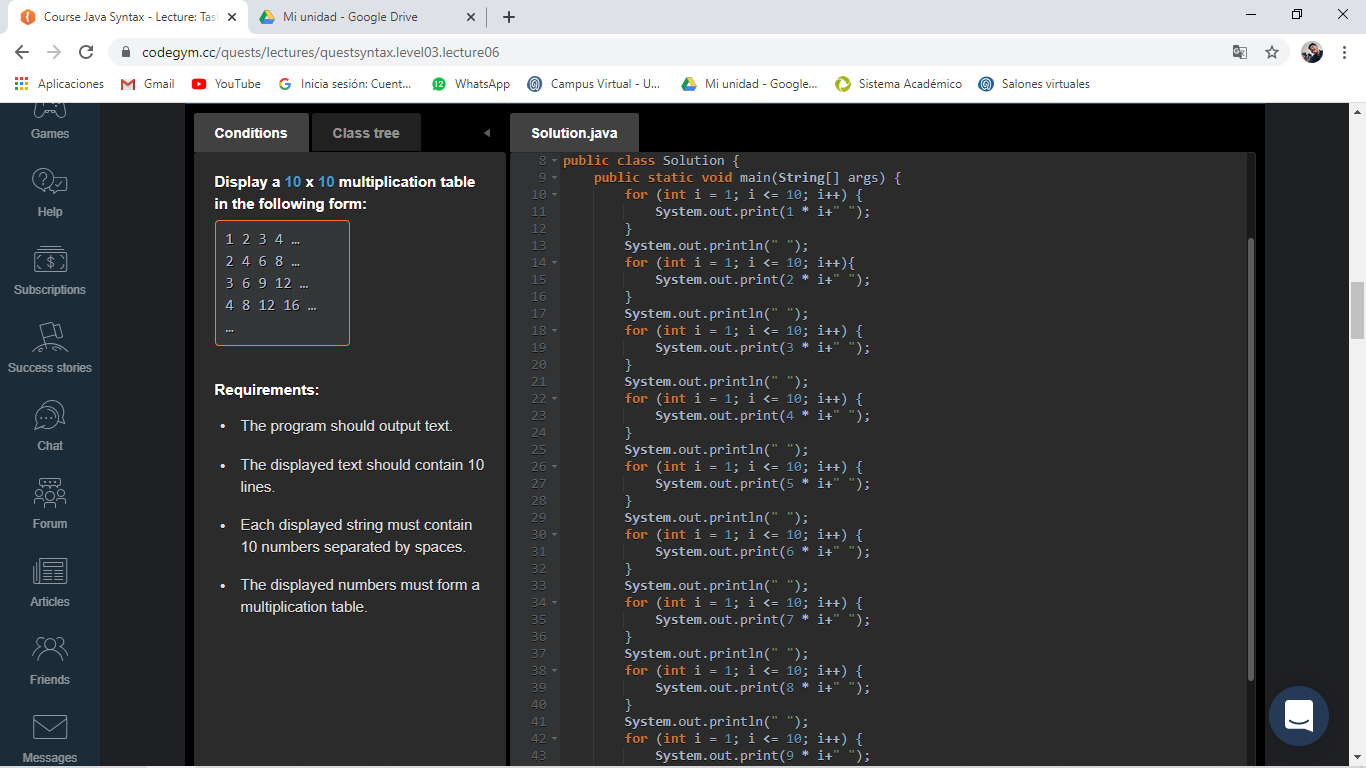 Course Java Syntax - Lecture: Tas
Mi unidad - Google Drive
codegym.cc/quests/lectures/questsyntax.level03.lecture06
Aplicaciones
Gmail
YouTube
Inicia sesión: Cuent...
12 WhatsApp
Campus Virtual - U...
Mi unidad - Google...
Sistema Académico
Salones virtuales
Games
Help
Subscriptions
Success stories
Chat
Forum
Articles
Friends
Messages
Conditions
Class tree
Display a 10 x 10 multiplication table
in the following form:
1 2 3 4 …
2 4 6 8 …
3 6 9 12 …
4 8 12 16 …
…
Requirements:
• The program should output text.
• The displayed text should contain 10
lines.
• Each displayed string must contain
10 numbers separated by spaces.
• The displayed numbers must form a
multiplication table.
Solution.java
8 public class Solution {
9 public static void main(String[] args) {
10 for (int i = 1; i <= 10; i++) {
11 System.out.print(1 * i+" ");
12 }
13 System.out.println(" ");
14 for (int i = 1; i <= 10; i++){
15 System.out.print(2 * i+" ");
16 }
17 System.out.println(" ");
18 for (int i = 1; i <= 10; i++) {
19 System.out.print(3 * i+" ");
20 }
21 System.out.println(" ");
22 for (int i = 1; i <= 10; i++) {
23 System.out.print(4 * i+" ");
24 }
25 System.out.println(" ");
26 for (int i = 1; i <= 10; i++) {
27 System.out.print(5 * i+" ");
28 }
29 System.out.println(" ");
30 for (int i = 1; i <= 10; i++) {
31 System.out.print(6 * i+" ");
32 }
33 System.out.println(" ");
34 for (int i = 1; i <= 10; i++) {
35 System.out.print(7 * i+" ");
36 }
37 System.out.println(" ");
38 for (int i = 1; i <= 10; i++) {
39 System.out.print(8 * i+" ");
40 }
41 System.out.println(" ");
42 for (int i = 1; i <= 10; i++) {
43 System.out.print(9 * i+" ");